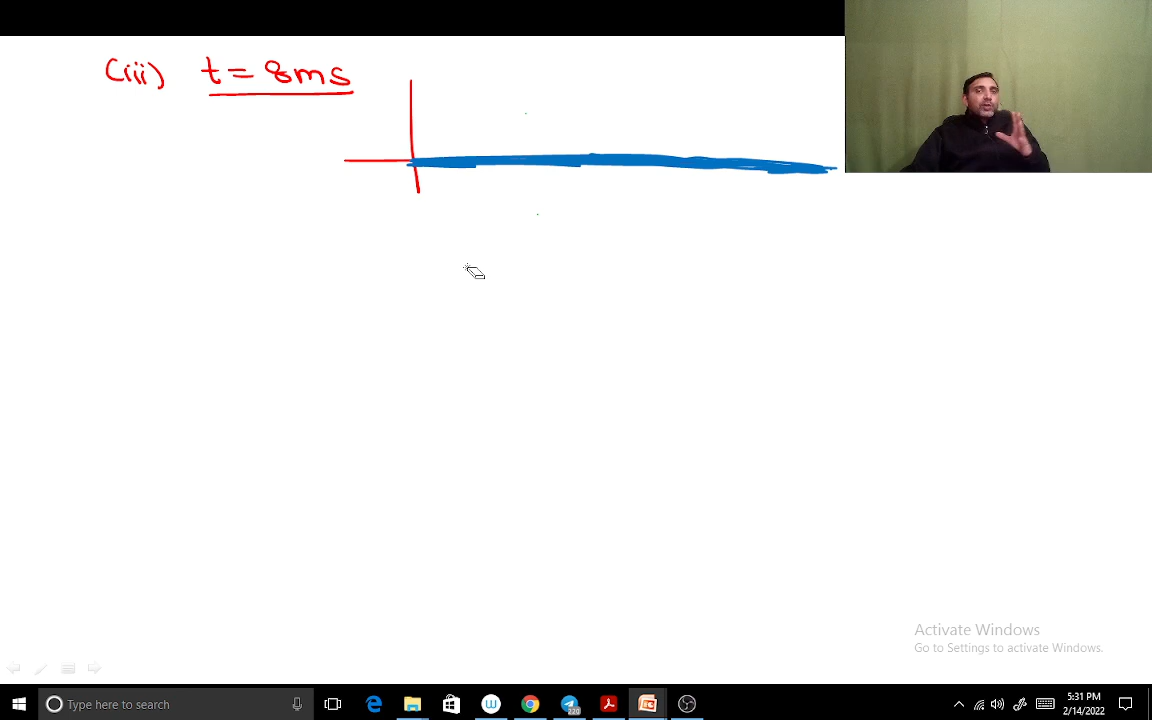 (iii) t = 8ms
Activate Windows
Go to Settings to activate Windows.
Type here to search
220
5:31 PM
2/14/2022